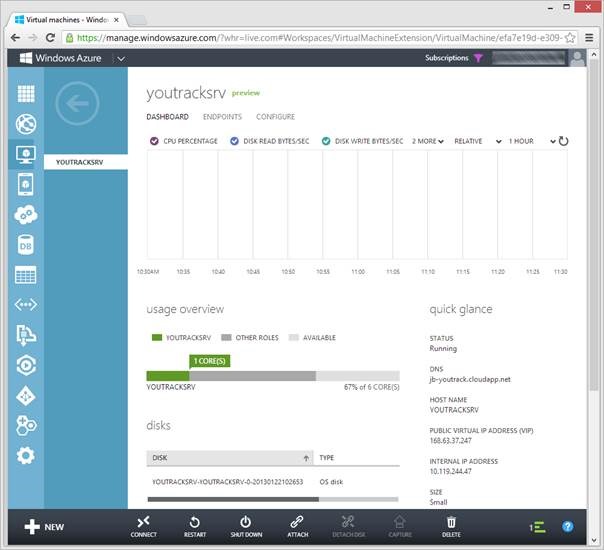 Virtual machines - Windo
https://manage.windowsazure.com/?whr=live.com#Workspaces/VirtualMachineExtension/VirtualMachine/efa7e19d-e309-
Windows Azure
Subscriptions
youtracksrv preview
DASHBOARD ENDPOINTS CONFIGURE
YOUTRACKSRV
CPU PERCENTAGE DISK READ BYTES/SEC DISK WRITE BYTES/SEC 2 MORE RELATIVE 1 HOUR
10:30AM 10:35 10:40 10:45 10:50 10:55 11:00 11:05 11:10 11:15 11:20 11:25 11:30
usage overview
YOUTRACKSRV OTHER ROLES AVAILABLE
1 CORE(S)
YOUTRACKSRV 67% of 6 CORE(S)
disks
DISK TYPE
YOUTRACKSRV-YOUTRACKSRV-0-20130122102653 OS disk
quick glance
STATUS
Running
DNS
jb-youtrack.cloudapp.net
HOST NAME
YOUTRACKSRV
PUBLIC VIRTUAL IP ADDRESS (VIP)
168.63.37.247
INTERNAL IP ADDRESS
10.119.244.47
SIZE
Small
DB
NEW
CONNECT RESTART SHUT DOWN ATTACH DETACH DISK CAPTURE DELETE
1 ?